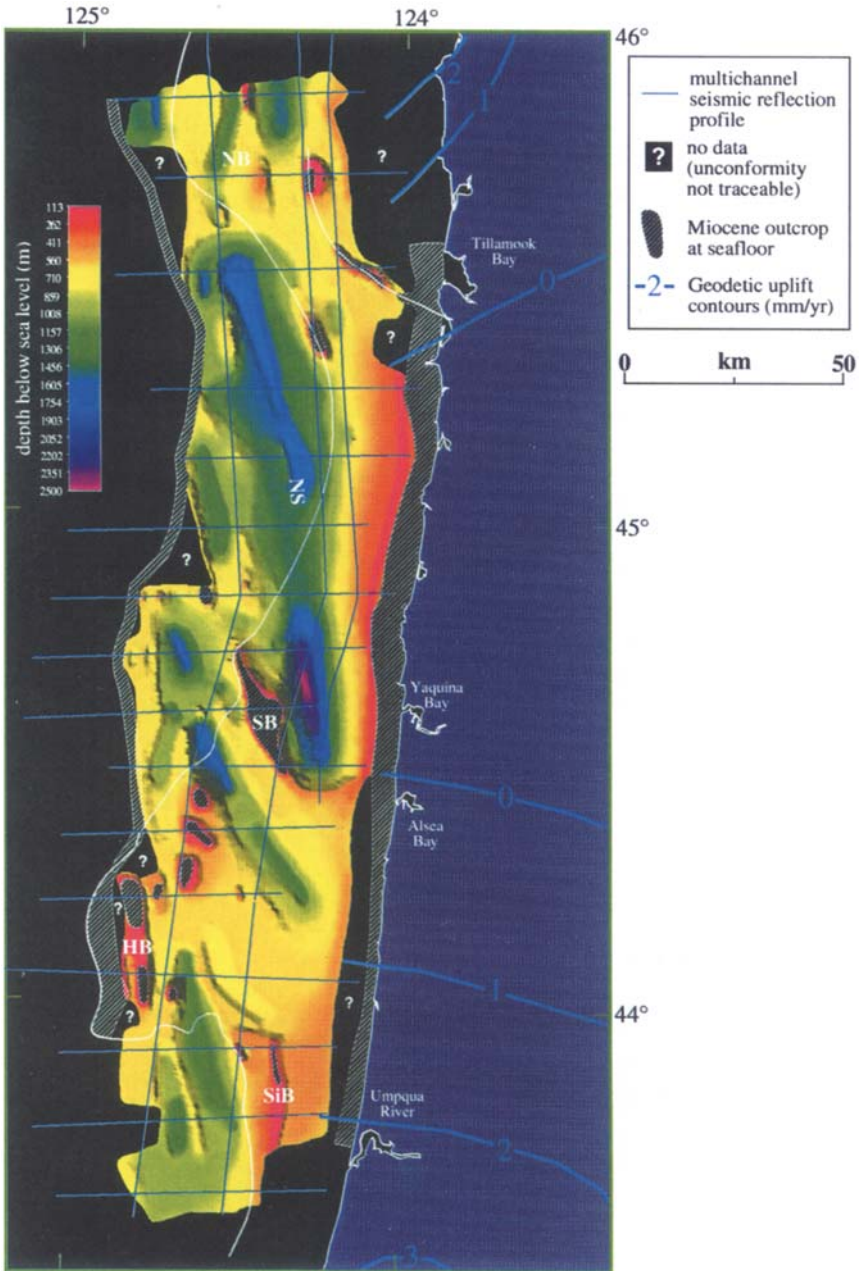 125°
124°
46°
2
1
multichannel
seismic reflection
profile
?
no data
(unconformity
not traceable)
Miocene outcrop
at seafloor
-2-
Geodetic uplift
contours (mm/yr)
0
km
50
depth below sea level (m)
113
262
411
560
710
859
1008
1157
1306
1456
1605
1754
1903
2052
2202
2351
2500
NB
?
?
Tillamook
Bay
0
?
NS
45°
?
Yaquina
Bay
SB
0
Alsea
Bay
?
?
HB
1
?
?
44°
SiB
Umpqua
River
2
3